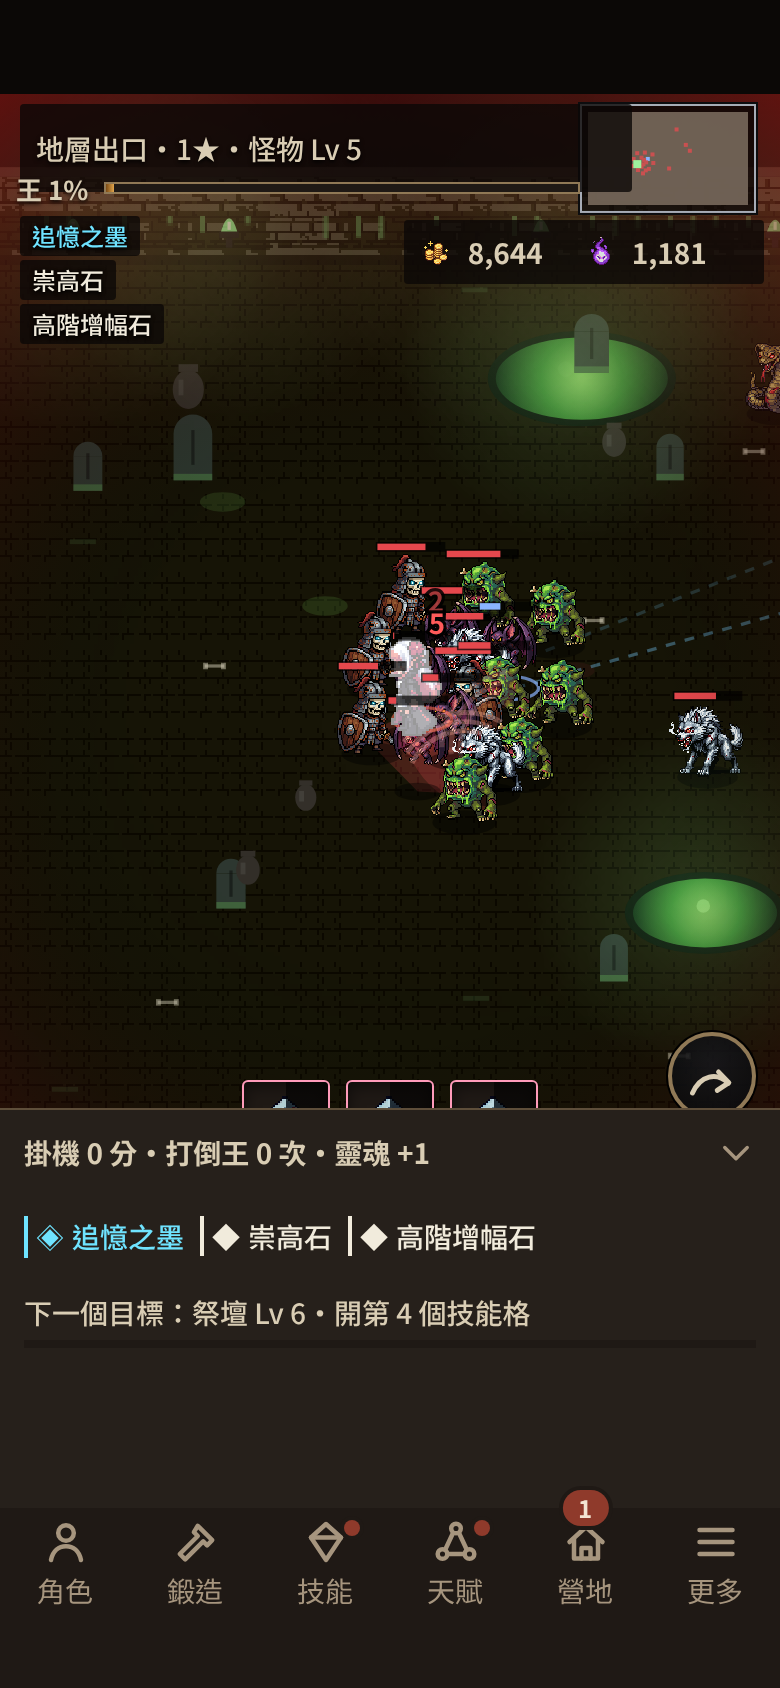 地層出口・1★・怪物 Lv 5
王 1%
追憶之墨
崇高石
高階增幅石
8,644
1,181
2
5
掛機 0 分・打倒王 0 次・靈魂 +1
◈ 追憶之墨 ◆ 崇高石 ◆ 高階增幅石
下一個目標：祭壇 Lv 6・開第 4 個技能格
1
角色 鍛造 技能 天賦 營地 更多